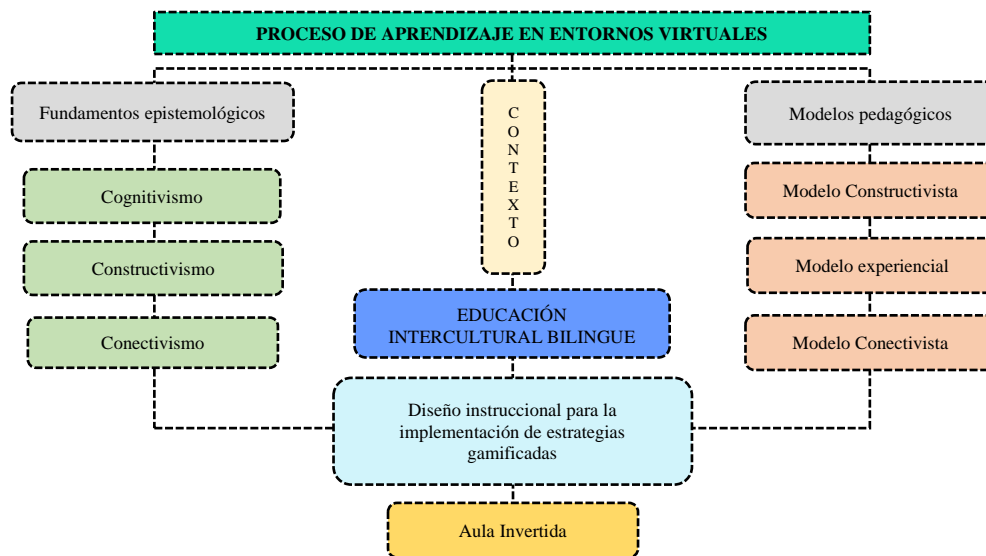 PROCESO DE APRENDIZAJE EN ENTORNOS VIRTUALES
Fundamentos epistemológicos
Cognitivismo
Constructivismo
Conectivismo
C
O
N
T
E
X
T
O
EDUCACIÓN
INTERCULTURAL BILINGUE
Modelos pedagógicos
Modelo Constructivista
Modelo experiencial
Modelo Conectivista
Diseño instruccional para la
implementación de estrategias
gamificadas
Aula Invertida